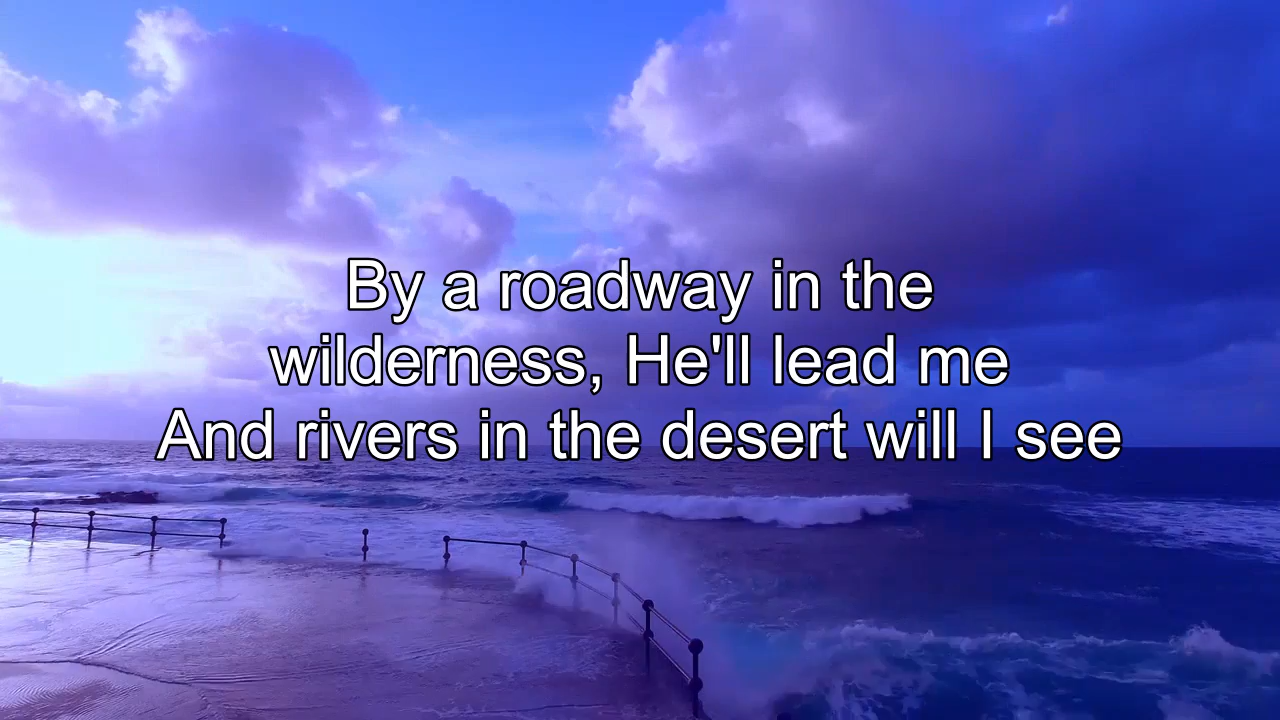 By a roadway in the
wilderness, He'll lead me
And rivers in the desert will I see